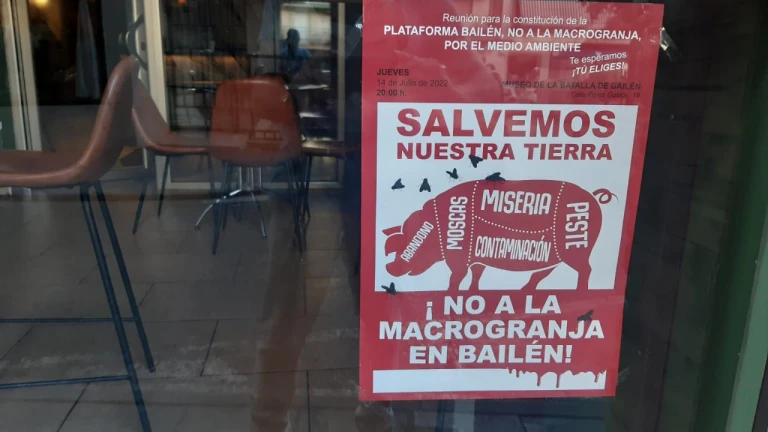 Reunión para la constitución de la
PLATAFORMA BAILÉN, NO A LA MACROGRANJA,
POR EL MEDIO AMBIENTE
Te esperamos
¡TÚ ELIGES!
JUEVES
14 de Julio de 2022
20:00 h.
MUSEO DE LA BATALLA DE BAILÉN
SALVEMOS
NUESTRA TIERRA
ABANDONO
MOSCAS
MISERIA
CONTAMINACIÓN
PESTE
¡ NO A LA
MACROGRANJA
EN BAILÉN!